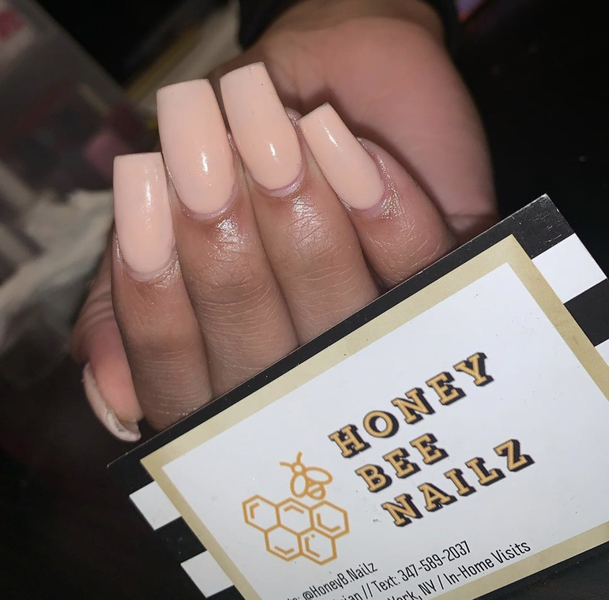 HONEY
BEE
NAILZ
@HoneyB.Nailz
// Text: 347-589-2037
NY / In-Home Visits